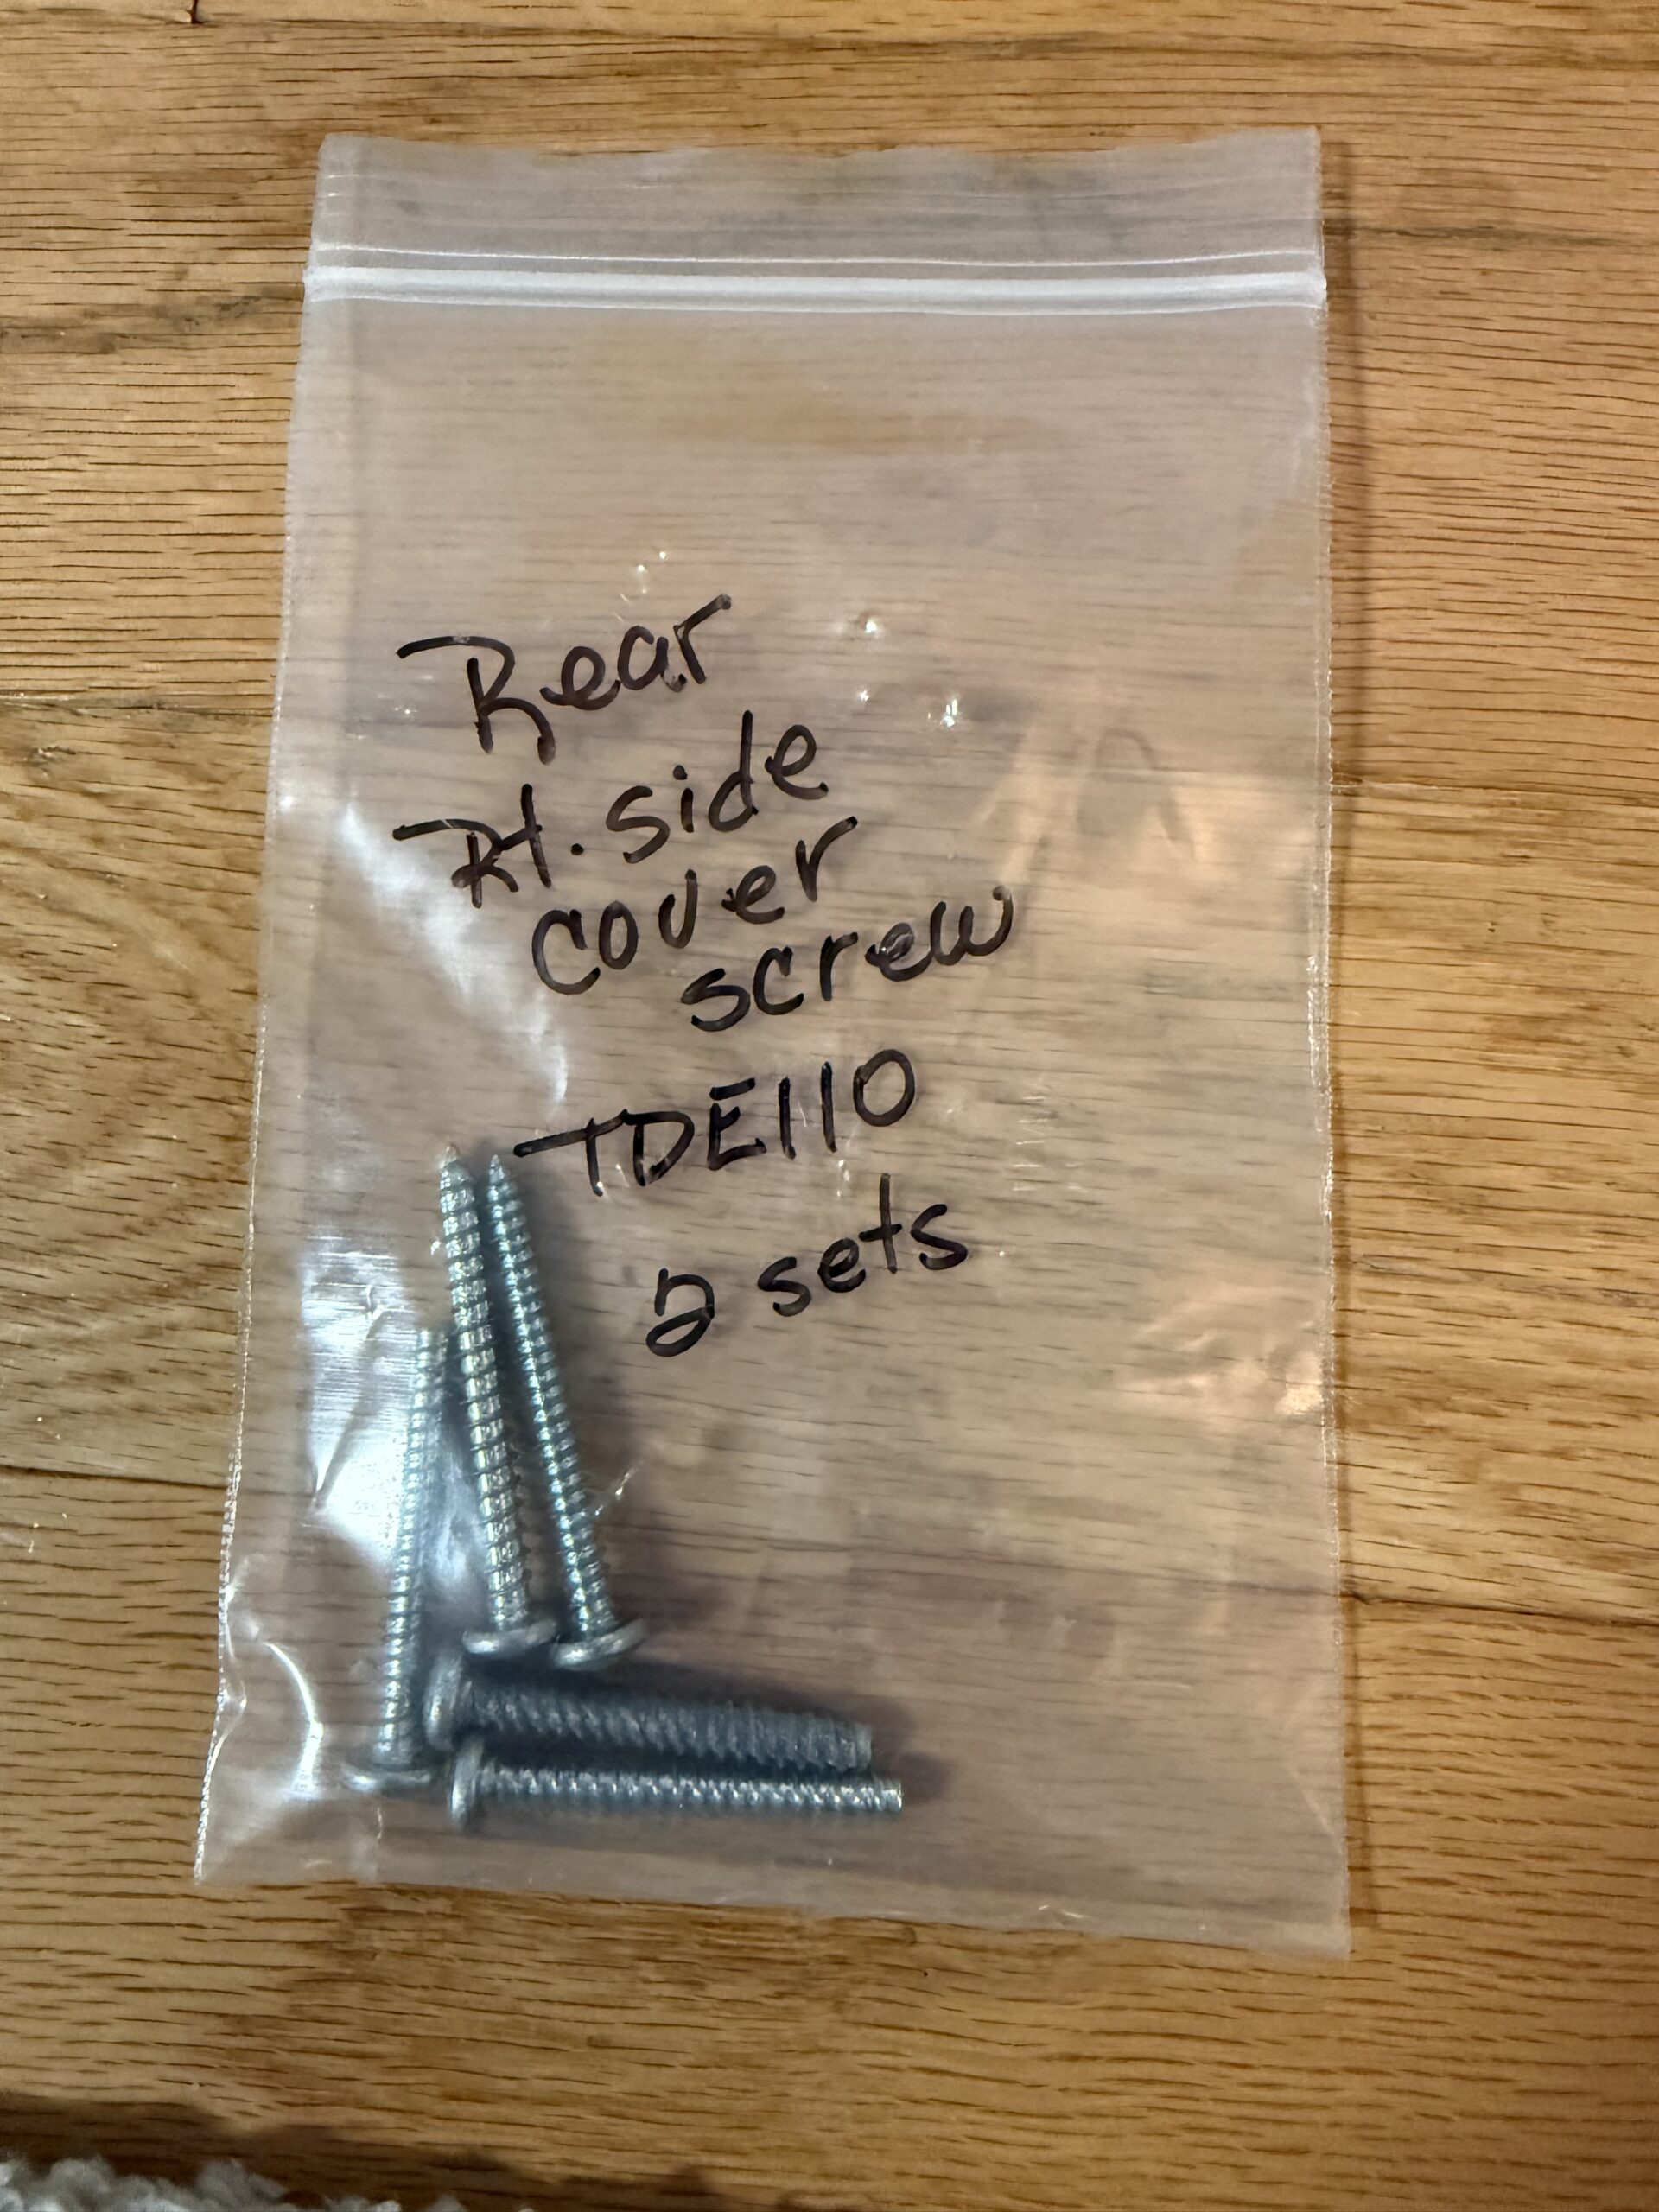 Rear
Rt. side
cover
screw
TDE110
2 sets